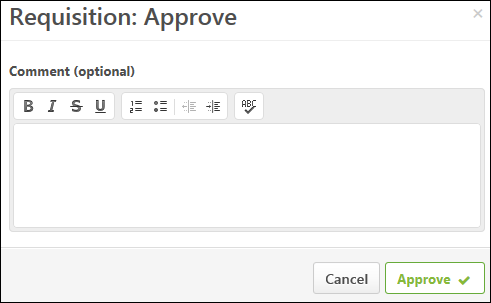 Requisition: Approve ×
Comment (optional)
B I S U ABC
Cancel Approve